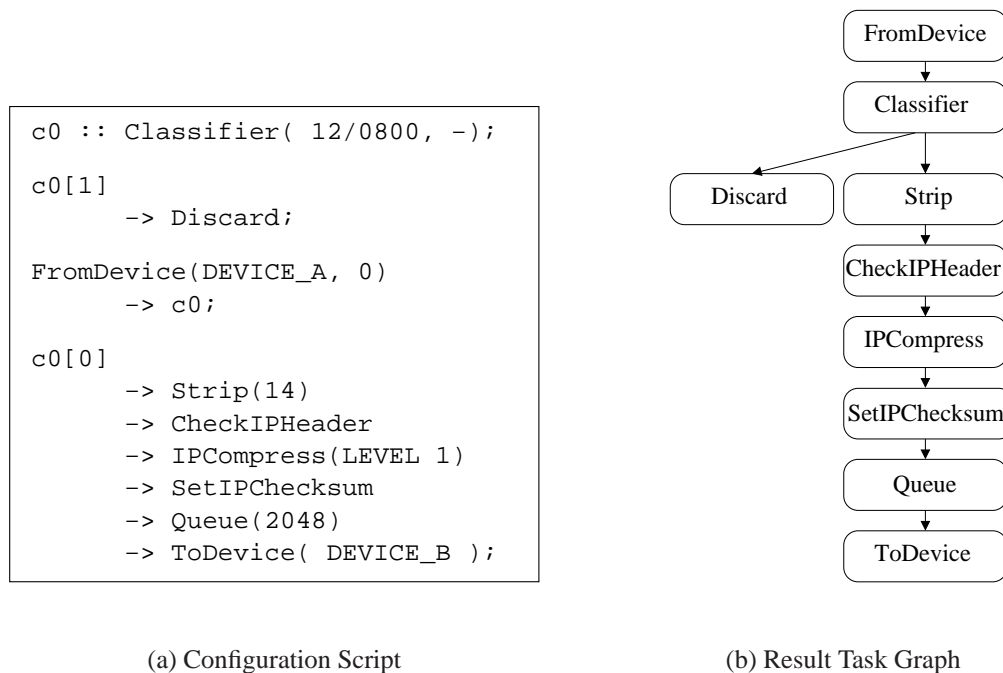 c0 :: Classifier( 12/0800, -);
c0[1]
-> Discard;
FromDevice(DEVICE_A, 0)
-> c0;
c0[0]
-> Strip(14)
-> CheckIPHeader
-> IPCompress(LEVEL 1)
-> SetIPChecksum
-> Queue(2048)
-> ToDevice( DEVICE_B );
(a) Configuration Script
FromDevice
Classifier
Discard
Strip
CheckIPHeader
IPCompress
SetIPChecksum
Queue
ToDevice
(b) Result Task Graph